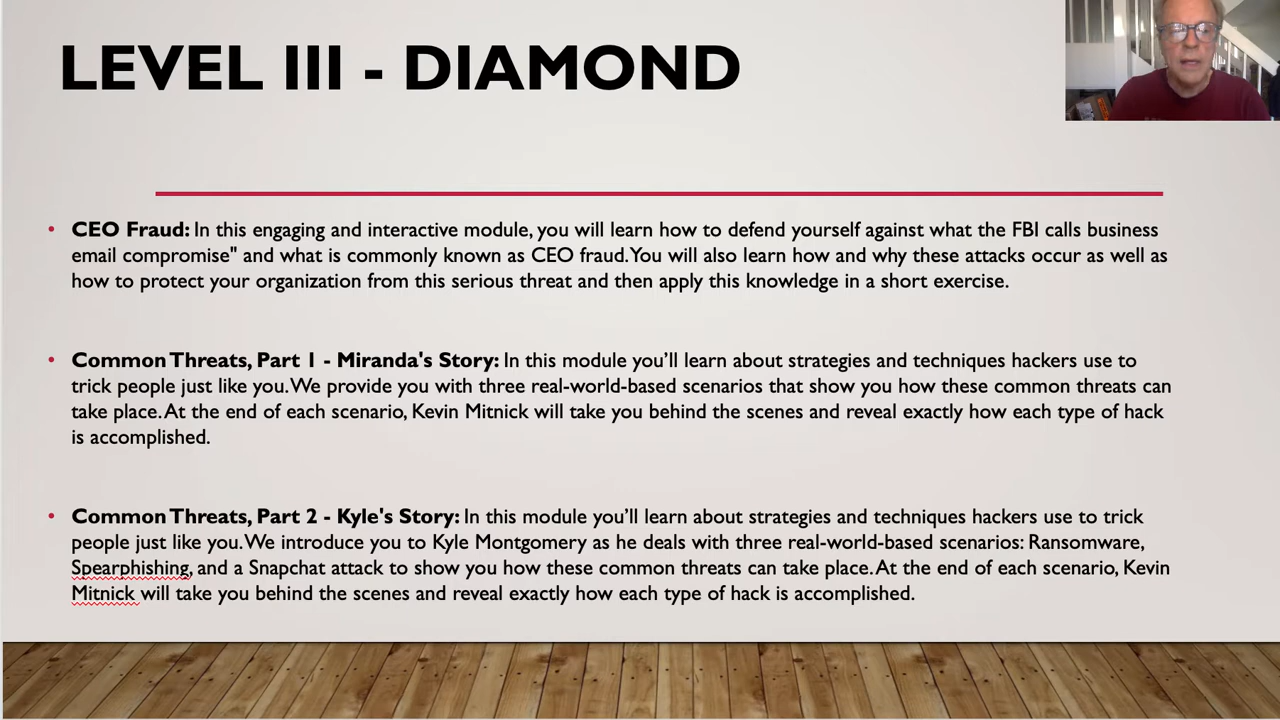 LEVEL III - DIAMOND
• CEO Fraud: In this engaging and interactive module, you will learn how to defend yourself against what the FBI calls business
email compromise" and what is commonly known as CEO fraud.You will also learn how and why these attacks occur as well as
how to protect your organization from this serious threat and then apply this knowledge in a short exercise.
• Common Threats, Part 1 - Miranda's Story: In this module you’ll learn about strategies and techniques hackers use to
trick people just like you.We provide you with three real-world-based scenarios that show you how these common threats can
take place.At the end of each scenario, Kevin Mitnick will take you behind the scenes and reveal exactly how each type of hack
is accomplished.
• Common Threats, Part 2 - Kyle's Story: In this module you’ll learn about strategies and techniques hackers use to trick
people just like you.We introduce you to Kyle Montgomery as he deals with three real-world-based scenarios: Ransomware,
Spearphishing, and a Snapchat attack to show you how these common threats can take place.At the end of each scenario, Kevin
Mitnick will take you behind the scenes and reveal exactly how each type of hack is accomplished.